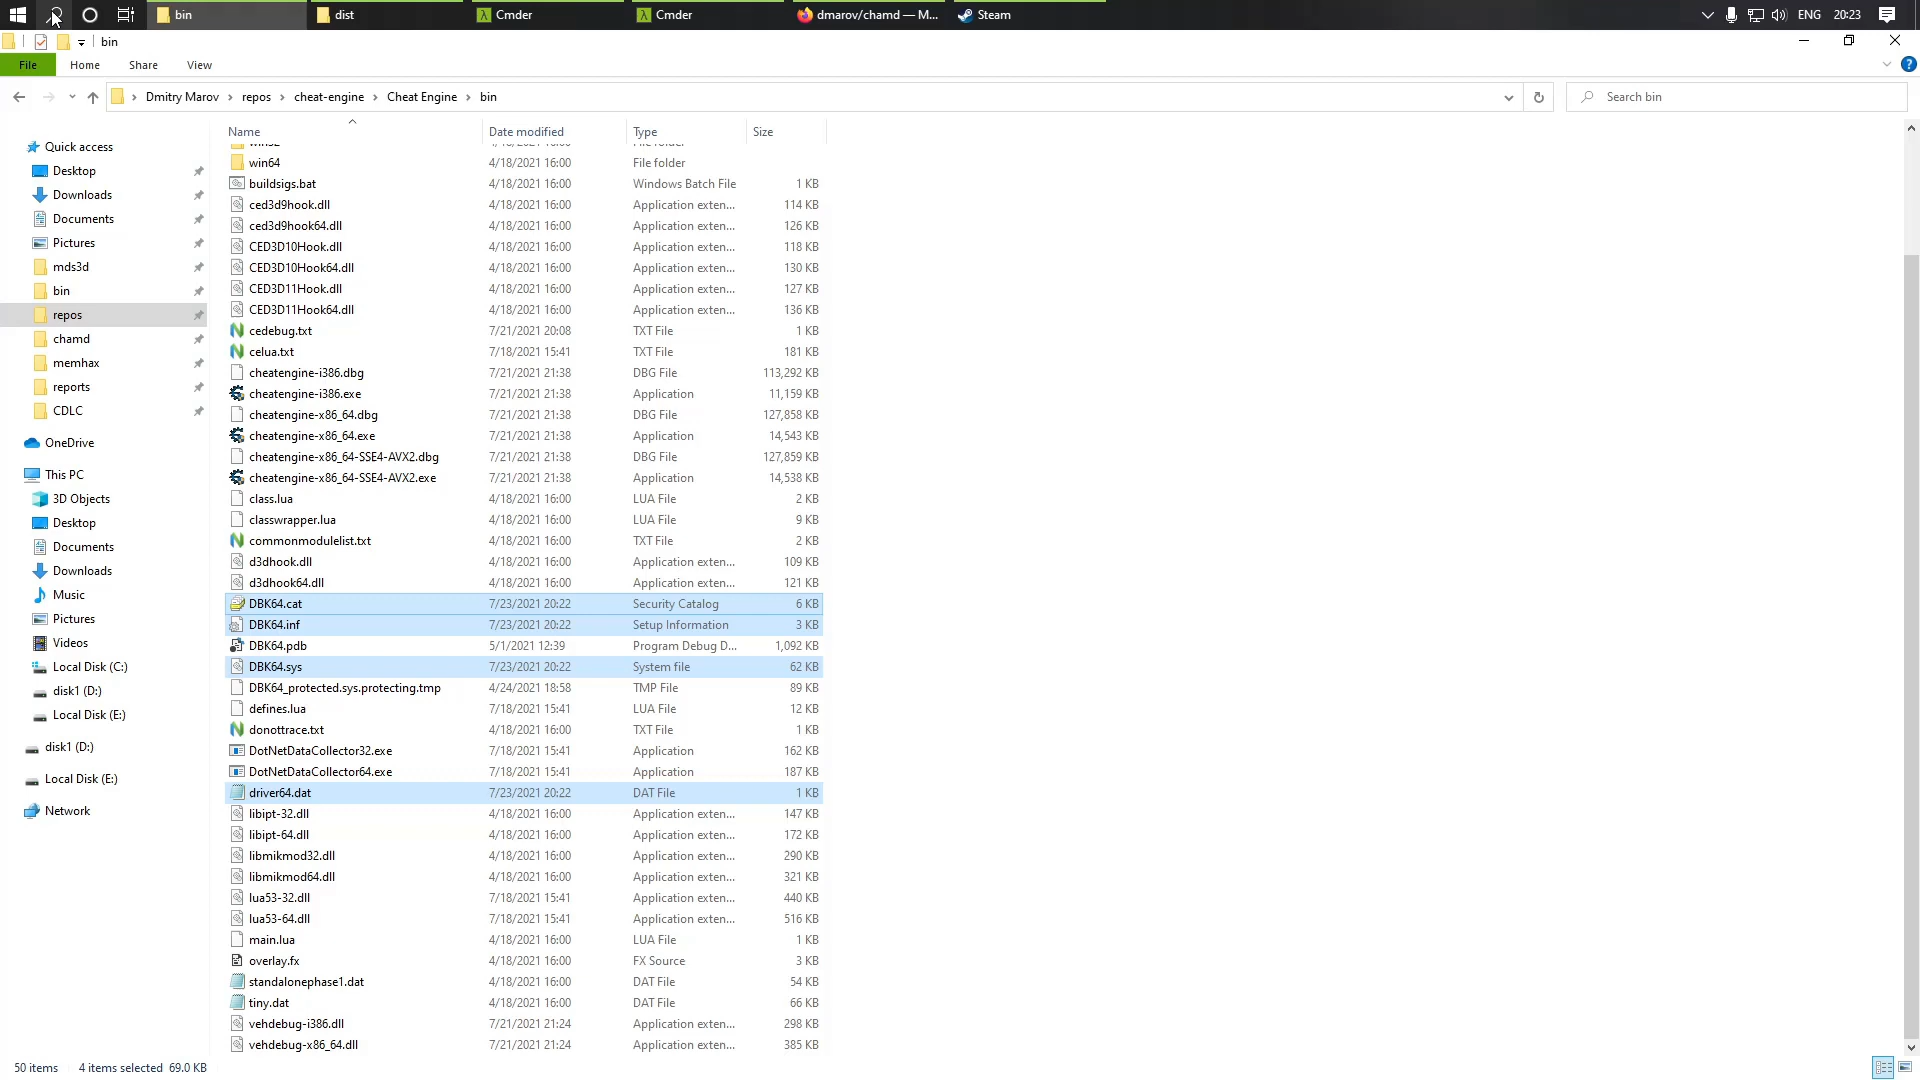 bin
dist
Cmder
Cmder
dmarov/chamd — M...
Steam
ENG
20:23
bin
File
Home
Share
View
Dmitry Marov
repos
cheat-engine
Cheat Engine
bin
Search bin
Quick access
Desktop
Downloads
Documents
Pictures
mds3d
bin
repos
chamd
memhax
reports
CDLC
OneDrive
This PC
3D Objects
Desktop
Documents
Downloads
Music
Pictures
Videos
Local Disk (C:)
disk1 (D:)
Local Disk (E:)
disk1 (D:)
Local Disk (E:)
Network
Name Date modified Type Size
win64 4/18/2021 16:00 File folder
buildsigs.bat 4/18/2021 16:00 Windows Batch File 1 KB
ced3d9hook.dll 4/18/2021 16:00 Application exten... 114 KB
ced3d9hook64.dll 4/18/2021 16:00 Application exten... 126 KB
CED3D10Hook.dll 4/18/2021 16:00 Application exten... 118 KB
CED3D10Hook64.dll 4/18/2021 16:00 Application exten... 130 KB
CED3D11Hook.dll 4/18/2021 16:00 Application exten... 127 KB
CED3D11Hook64.dll 4/18/2021 16:00 Application exten... 136 KB
cedebug.txt 7/21/2021 20:08 TXT File 1 KB
celua.txt 7/18/2021 15:41 TXT File 181 KB
cheatengine-i386.dbg 7/21/2021 21:38 DBG File 113,292 KB
cheatengine-i386.exe 7/21/2021 21:38 Application 11,159 KB
cheatengine-x86_64.dbg 7/21/2021 21:38 DBG File 127,858 KB
cheatengine-x86_64.exe 7/21/2021 21:38 Application 14,543 KB
cheatengine-x86_64-SSE4-AVX2.dbg 7/21/2021 21:38 DBG File 127,859 KB
cheatengine-x86_64-SSE4-AVX2.exe 7/21/2021 21:38 Application 14,538 KB
class.lua 4/18/2021 16:00 LUA File 2 KB
classwrapper.lua 4/18/2021 16:00 LUA File 9 KB
commonmodulelist.txt 4/18/2021 16:00 TXT File 2 KB
d3dhook.dll 4/18/2021 16:00 Application exten... 109 KB
d3dhook64.dll 4/18/2021 16:00 Application exten... 121 KB
DBK64.cat 7/23/2021 20:22 Security Catalog 6 KB
DBK64.inf 7/23/2021 20:22 Setup Information 3 KB
DBK64.pdb 5/1/2021 12:39 Program Debug D... 1,092 KB
DBK64.sys 7/23/2021 20:22 System file 62 KB
DBK64_protected.sys.protecting.tmp 4/24/2021 18:58 TMP File 89 KB
defines.lua 7/18/2021 15:41 LUA File 12 KB
donottrace.txt 4/18/2021 16:00 TXT File 1 KB
DotNetDataCollector32.exe 7/18/2021 15:41 Application 162 KB
DotNetDataCollector64.exe 7/18/2021 15:41 Application 187 KB
driver64.dat 7/23/2021 20:22 DAT File 1 KB
libipt-32.dll 4/18/2021 16:00 Application exten... 147 KB
libipt-64.dll 4/18/2021 16:00 Application exten... 172 KB
libmikmod32.dll 4/18/2021 16:00 Application exten... 290 KB
libmikmod64.dll 4/18/2021 16:00 Application exten... 321 KB
lua53-32.dll 7/18/2021 15:41 Application exten... 440 KB
lua53-64.dll 7/18/2021 15:41 Application exten... 516 KB
main.lua 4/18/2021 16:00 LUA File 1 KB
overlay.fx 4/18/2021 16:00 FX Source 3 KB
standalonephase1.dat 4/18/2021 16:00 DAT File 54 KB
tiny.dat 4/18/2021 16:00 DAT File 66 KB
vehdebug-i386.dll 7/21/2021 21:24 Application exten... 298 KB
vehdebug-x86_64.dll 7/21/2021 21:24 Application exten... 385 KB
50 items 4 items selected 69.0 KB